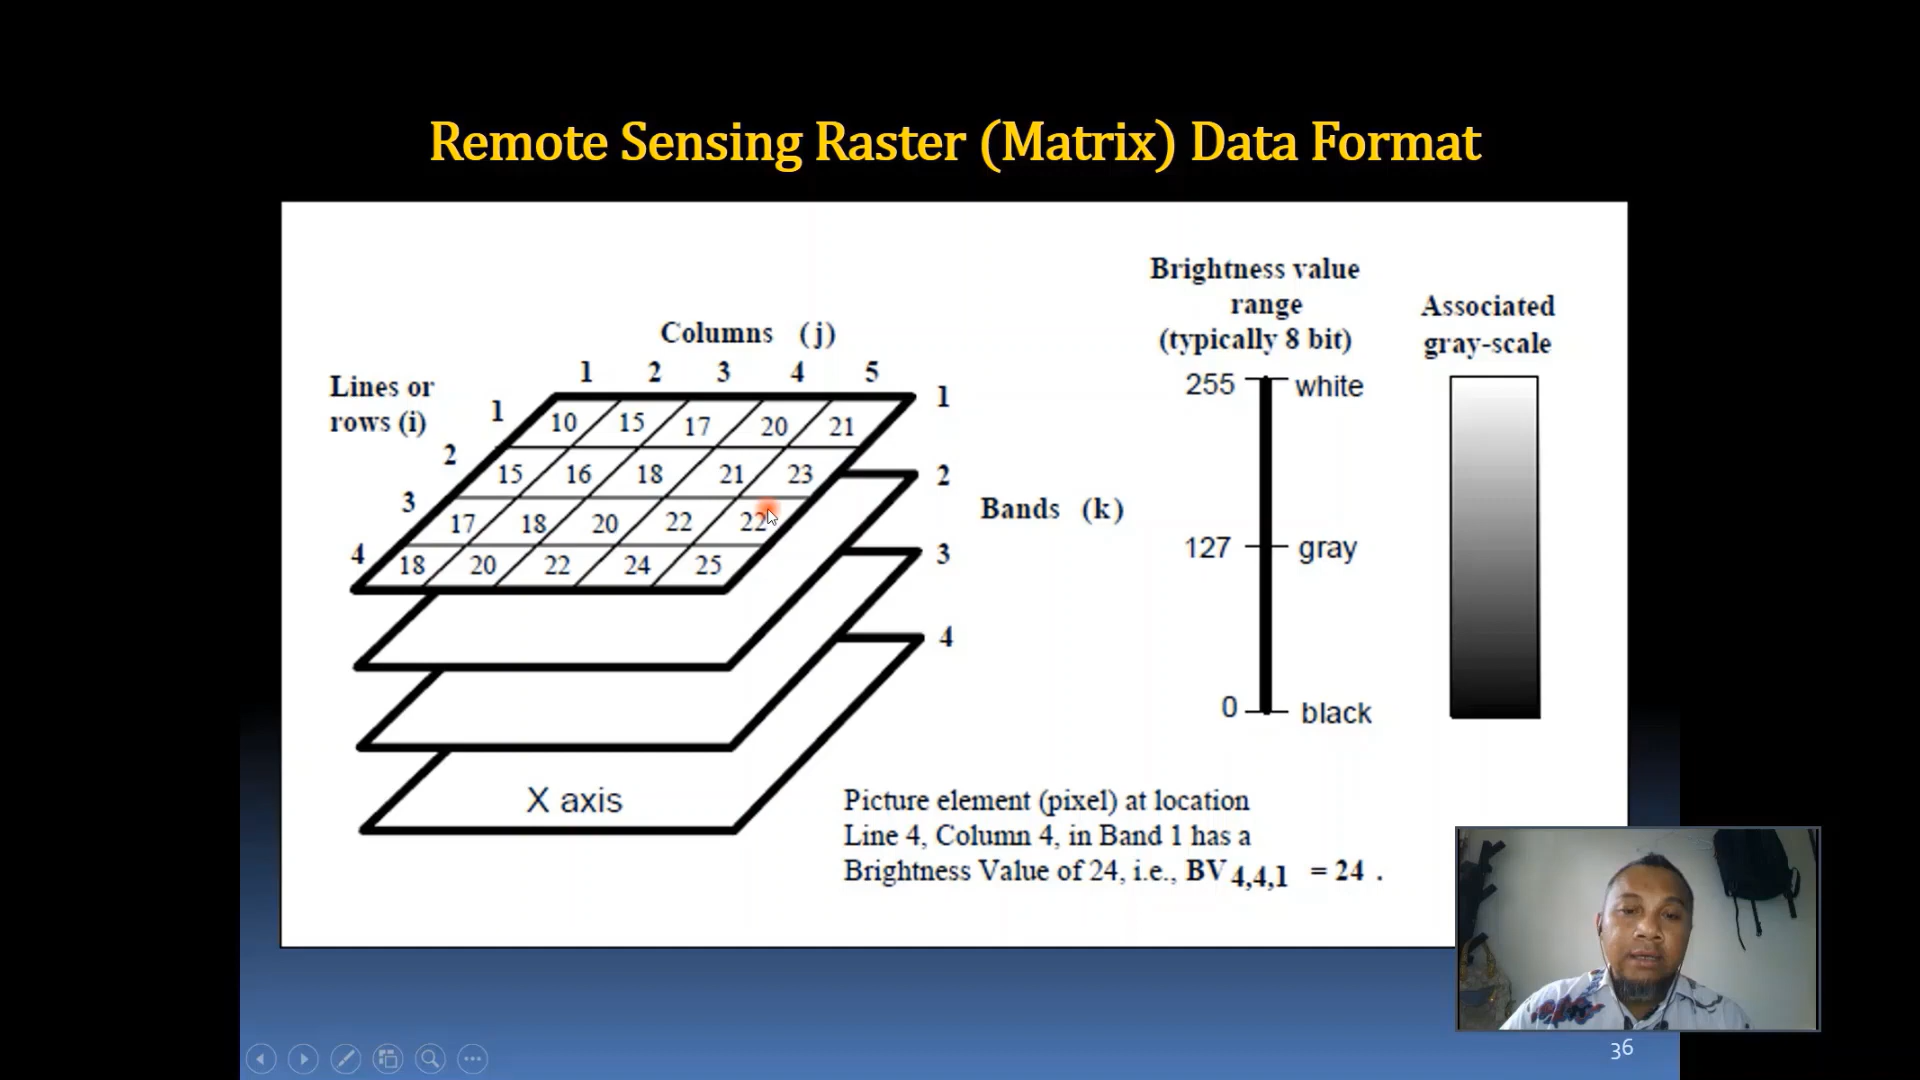 Remote Sensing Raster (Matrix) Data Format
Columns (j)
1 2 3 4 5
Lines or
rows (i)
1
2
3
4
10 15 17 20 21
15 16 18 21 23
17 18 20 22 22
18 20 22 24 25
1
2
3
4
Bands (k)
X axis
Brightness value
range
(typically 8 bit)
255 white
127 gray
0 black
Associated
gray-scale
Picture element (pixel) at location
Line 4, Column 4, in Band 1 has a
Brightness Value of 24, i.e., BV 4,4,1 = 24 .
36